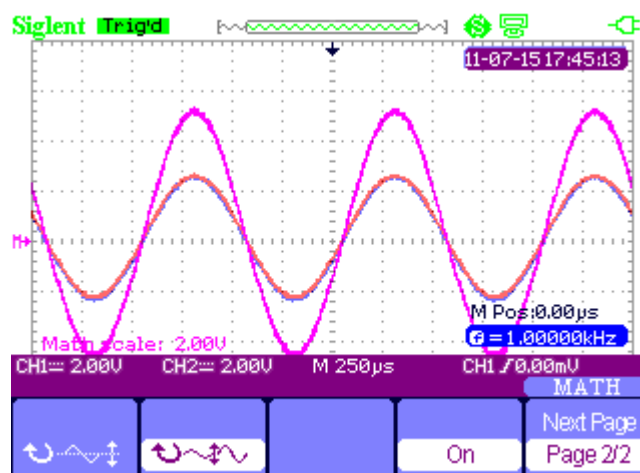 Siglent Trig'd
11-07-15 17:45:13
M
M Pos:0.00µs
f = 1.00000kHz
Math scale: 2.00V
CH1 2.00V CH2 2.00V M 250µs CH1 0.00mV
MATH
Next Page
On Page 2/2